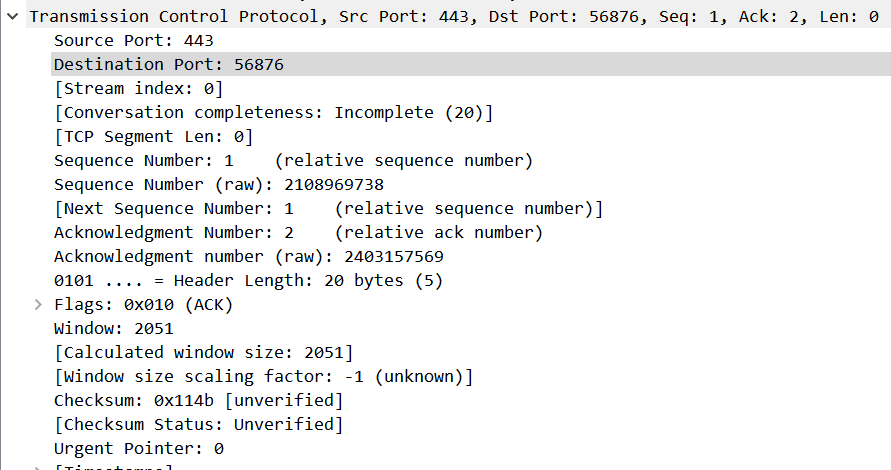 Transmission Control Protocol, Src Port: 443, Dst Port: 56876, Seq: 1, Ack: 2, Len: 0
Source Port: 443
Destination Port: 56876
[Stream index: 0]
[Conversation completeness: Incomplete (20)]
[TCP Segment Len: 0]
Sequence Number: 1    (relative sequence number)
Sequence Number (raw): 2108969738
[Next Sequence Number: 1    (relative sequence number)]
Acknowledgment Number: 2    (relative ack number)
Acknowledgment number (raw): 2403157569
0101 .... = Header Length: 20 bytes (5)
Flags: 0x010 (ACK)
Window: 2051
[Calculated window size: 2051]
[Window size scaling factor: -1 (unknown)]
Checksum: 0x114b [unverified]
[Checksum Status: Unverified]
Urgent Pointer: 0
[Timestamps]